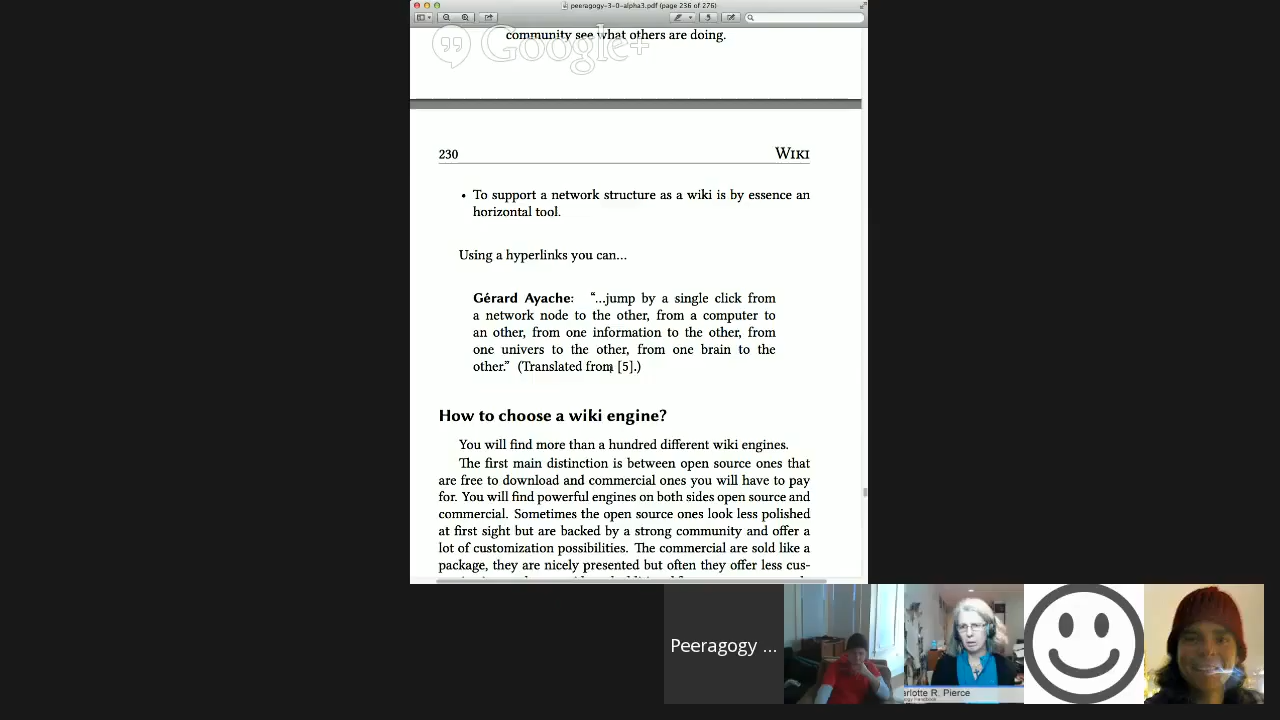 peeragogy-3-0-alpha3.pdf (page 236 of 276)
community see what others are doing.
Google+
230
WIKI
• To support a network structure as a wiki is by essence an
horizontal tool.
Using a hyperlinks you can...
Gérard Ayache: “...jump by a single click from
a network node to the other, from a computer to
an other, from one information to the other, from
one univers to the other, from one brain to the
other.” (Translated from [5].)
How to choose a wiki engine?
You will find more than a hundred different wiki engines.
The first main distinction is between open source ones that
are free to download and commercial ones you will have to pay
for. You will find powerful engines on both sides open source and
commercial. Sometimes the open source ones look less polished
at first sight but are backed by a strong community and offer a
lot of customization possibilities. The commercial are sold like a
package, they are nicely presented but often they offer less cus-
Peeragogy ...
arlotte R. Pierce